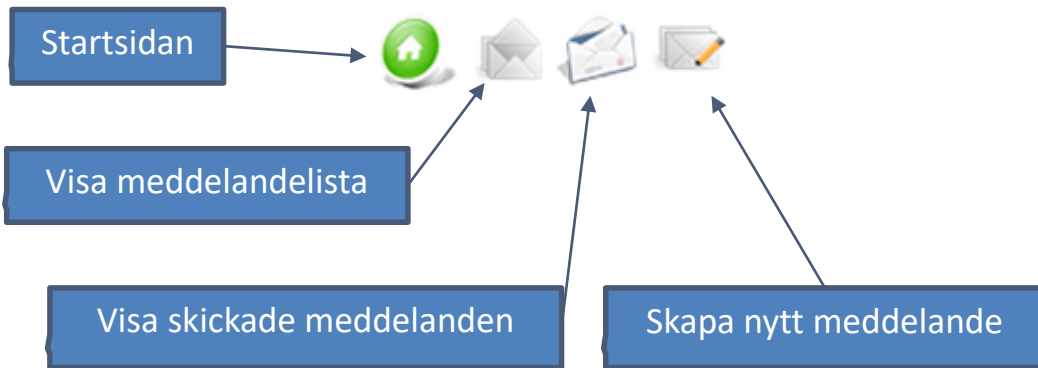 Startsidan
Visa meddelandelista
Visa skickade meddelanden
Skapa nytt meddelande